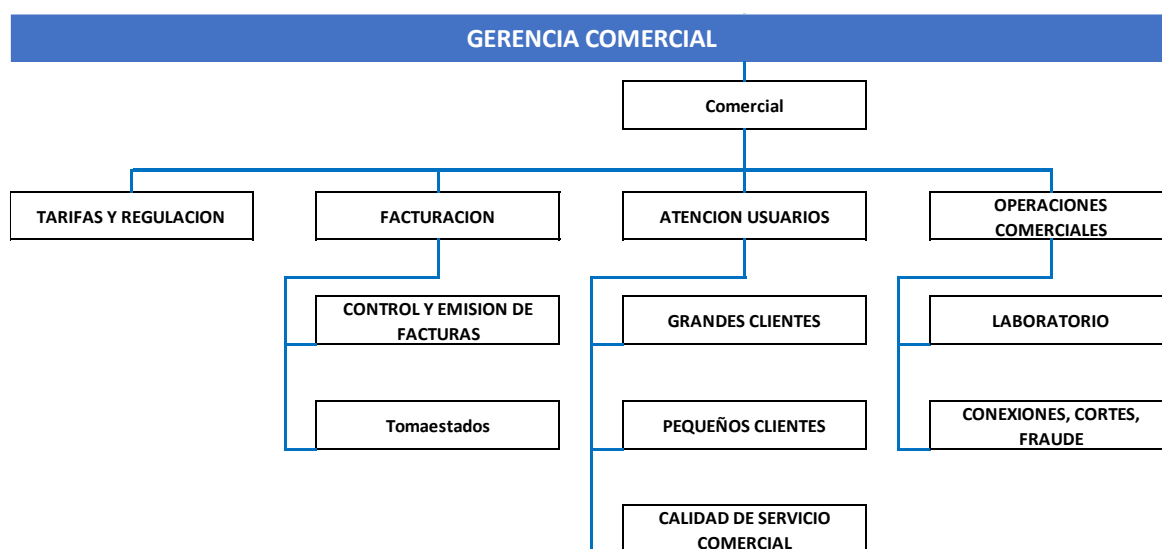 GERENCIA COMERCIAL
Comercial
TARIFAS Y REGULACION
FACTURACION
ATENCION USUARIOS
OPERACIONES
COMERCIALES
CONTROL Y EMISION DE
FACTURAS
GRANDES CLIENTES
LABORATORIO
Tomaestados
PEQUEÑOS CLIENTES
CONEXIONES, CORTES,
FRAUDE
CALIDAD DE SERVICIO
COMERCIAL